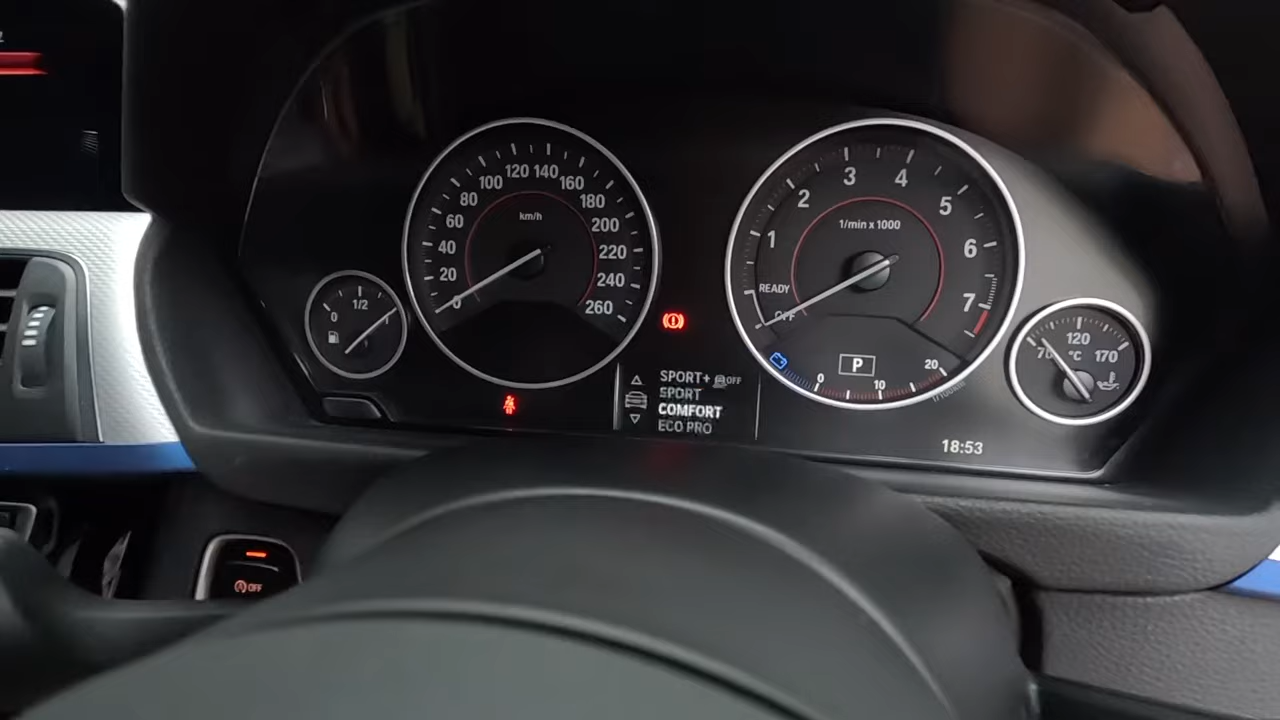 0
1/2
0
20
40
60
80
100
120
140
160
180
200
220
240
260
km/h
SPORT+ OFF
SPORT
COMFORT
ECO PRO
1
2
3
4
5
6
7
1/min x 1000
READY
OFF
P
0
10
20
70
120
170
°C
18:53
OFF